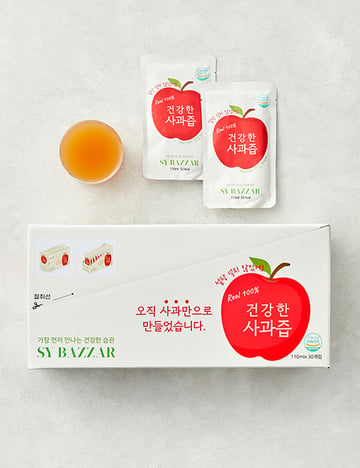 Real 100%
건강한
사과즙
SY BAZZAR
Real 100%
건강한
사과즙
SY BAZZAR
절취선
오직 사과만으로
만들었습니다.
Real 100%
건강한
사과즙
가장 먼저 만나는 건강한 습관
SY BAZZAR
HACCP
110mlx 30개입